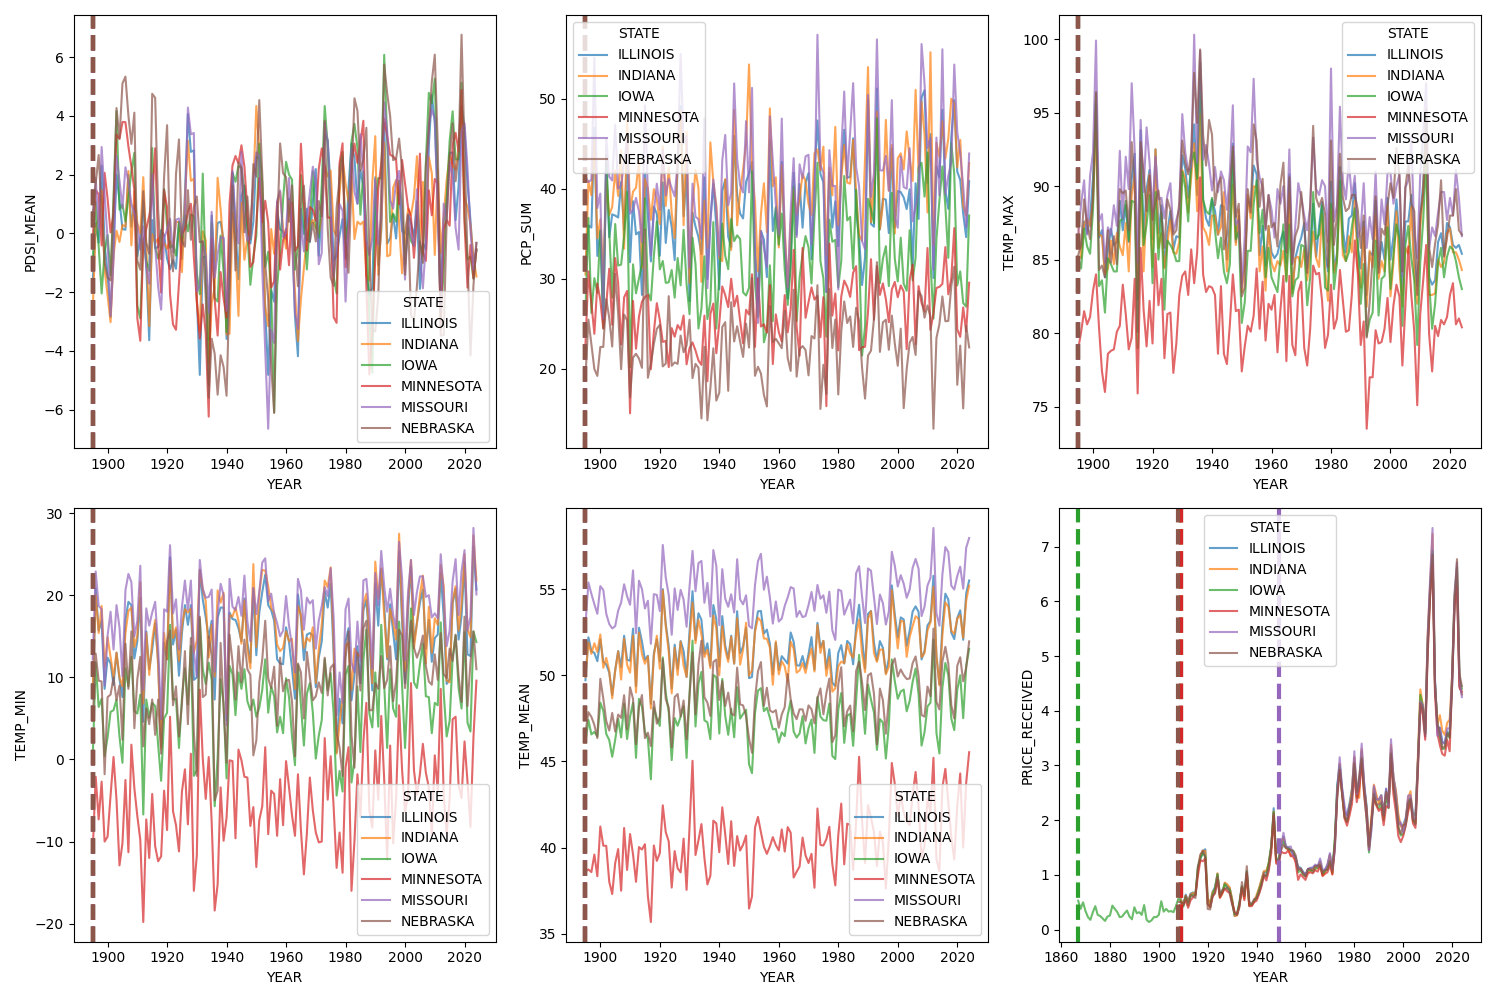 PDSI_MEAN
6
4
2
0
−2
−4
−6
STATE
ILLINOIS
INDIANA
IOWA
MINNESOTA
MISSOURI
NEBRASKA
1900 1920 1940 1960 1980 2000 2020
YEAR
PCP_SUM
50
40
30
20
STATE
ILLINOIS
INDIANA
IOWA
MINNESOTA
MISSOURI
NEBRASKA
1900 1920 1940 1960 1980 2000 2020
YEAR
TEMP_MAX
100
95
90
85
80
75
STATE
ILLINOIS
INDIANA
IOWA
MINNESOTA
MISSOURI
NEBRASKA
1900 1920 1940 1960 1980 2000 2020
YEAR
TEMP_MIN
30
20
10
0
−10
−20
STATE
ILLINOIS
INDIANA
IOWA
MINNESOTA
MISSOURI
NEBRASKA
1900 1920 1940 1960 1980 2000 2020
YEAR
TEMP_MEAN
55
50
45
40
35
STATE
ILLINOIS
INDIANA
IOWA
MINNESOTA
MISSOURI
NEBRASKA
1900 1920 1940 1960 1980 2000 2020
YEAR
PRICE_RECEIVED
7
6
5
4
3
2
1
0
STATE
ILLINOIS
INDIANA
IOWA
MINNESOTA
MISSOURI
NEBRASKA
1860 1880 1900 1920 1940 1960 1980 2000 2020
YEAR